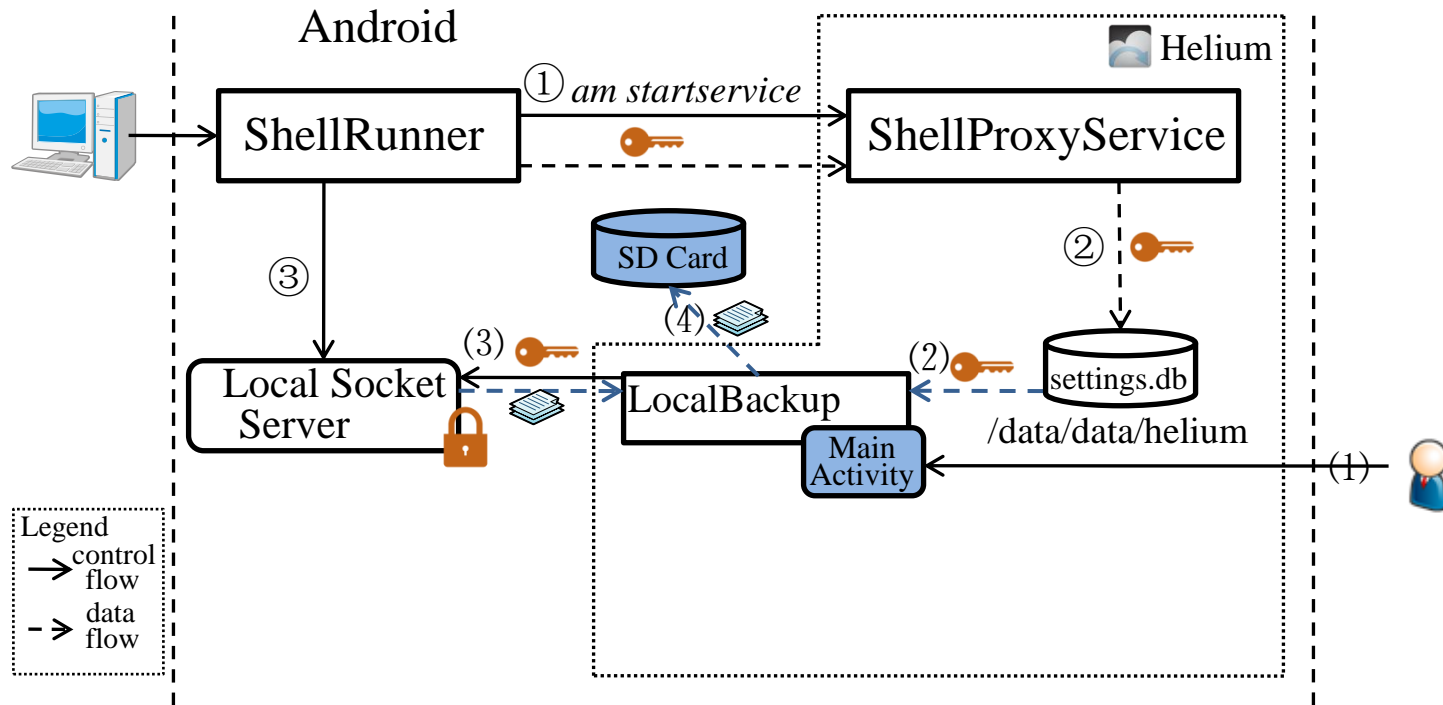 Android
Helium
① am startservice
ShellRunner
ShellProxyService
②
SD Card
③
(4)
(3)
(2)
settings.db
Local Socket
Server
LocalBackup
/data/data/helium
Main
Activity
(1)
Legend
control
flow
data
flow